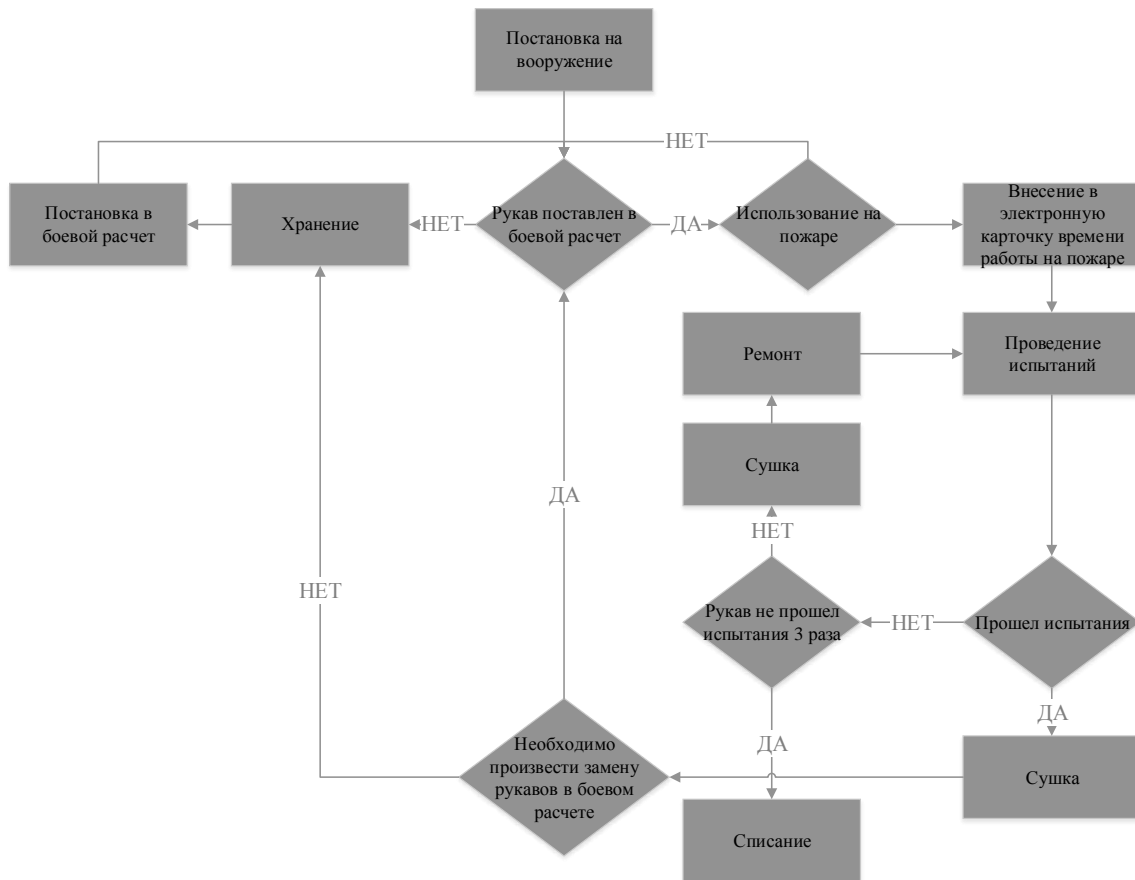 Постановка на
вооружение
НЕТ
Постановка в
боевой расчет
Хранение
НЕТ
Рукав поставлен в
боевой расчет
ДА
Использование на
пожаре
Внесение в
электронную
карточку времени
работы на пожаре
Ремонт
Проведение
испытаний
Сушка
ДА
НЕТ
НЕТ
Рукав не прошел
испытания 3 раза
НЕТ
Прошел испытания
ДА
ДА
Необходимо
произвести замену
рукавов в боевом
расчете
Сушка
Списание